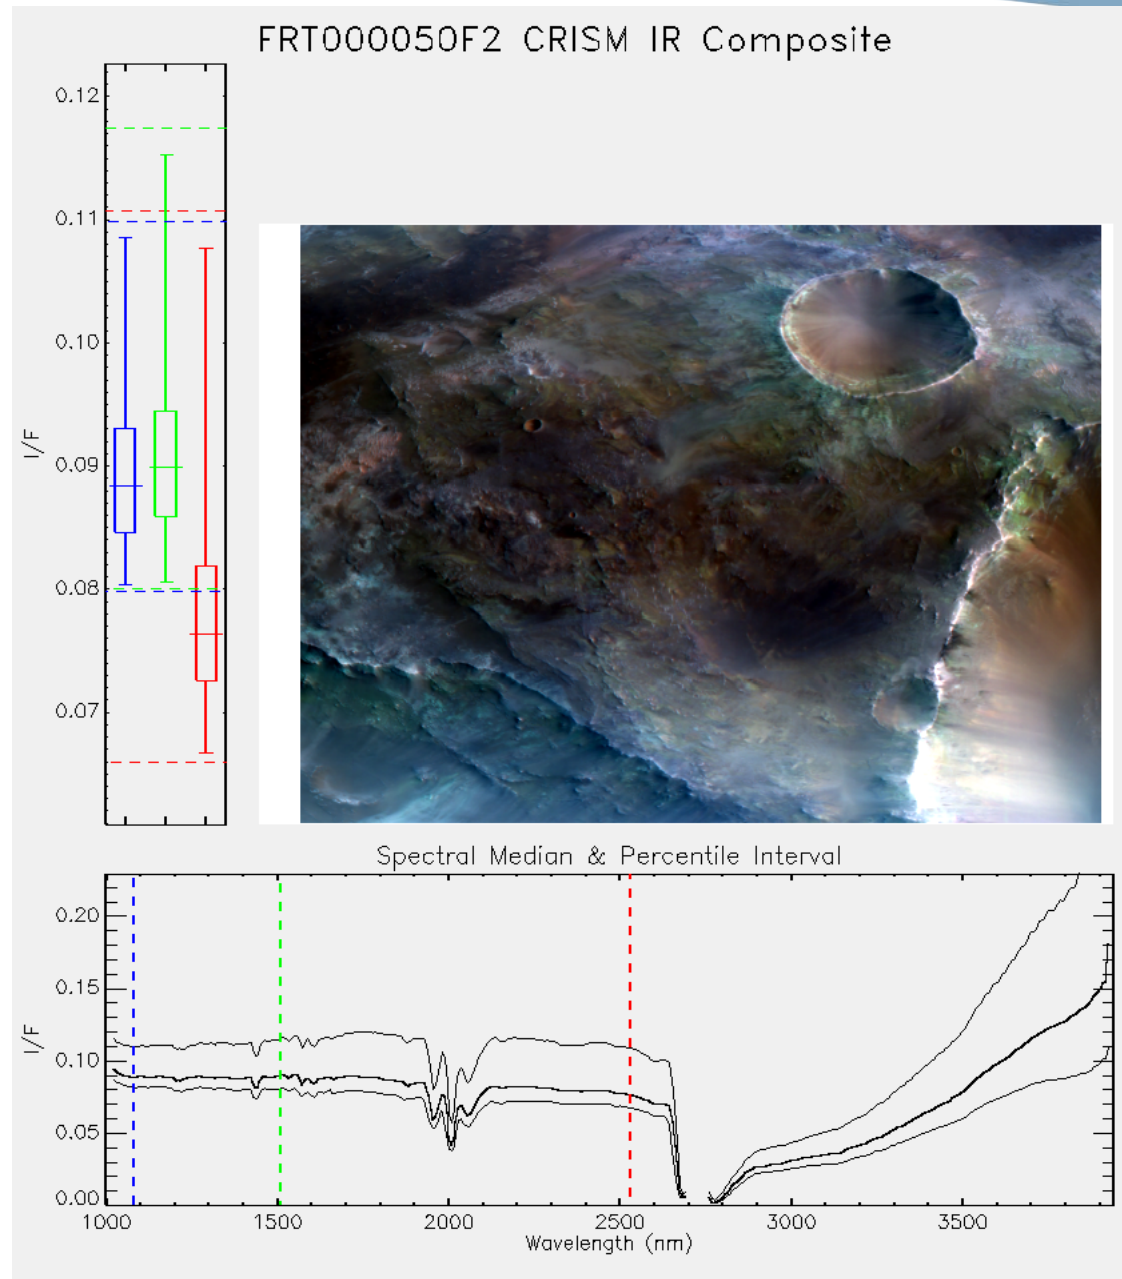 FRT000050F2 CRISM IR Composite
0.12
0.11
0.10
0.09
0.08
0.07
I/F
Spectral Median & Percentile Interval
0.20
0.15
0.10
0.05
0.00
I/F
1000 1500 2000 2500 3000 3500
Wavelength (nm)